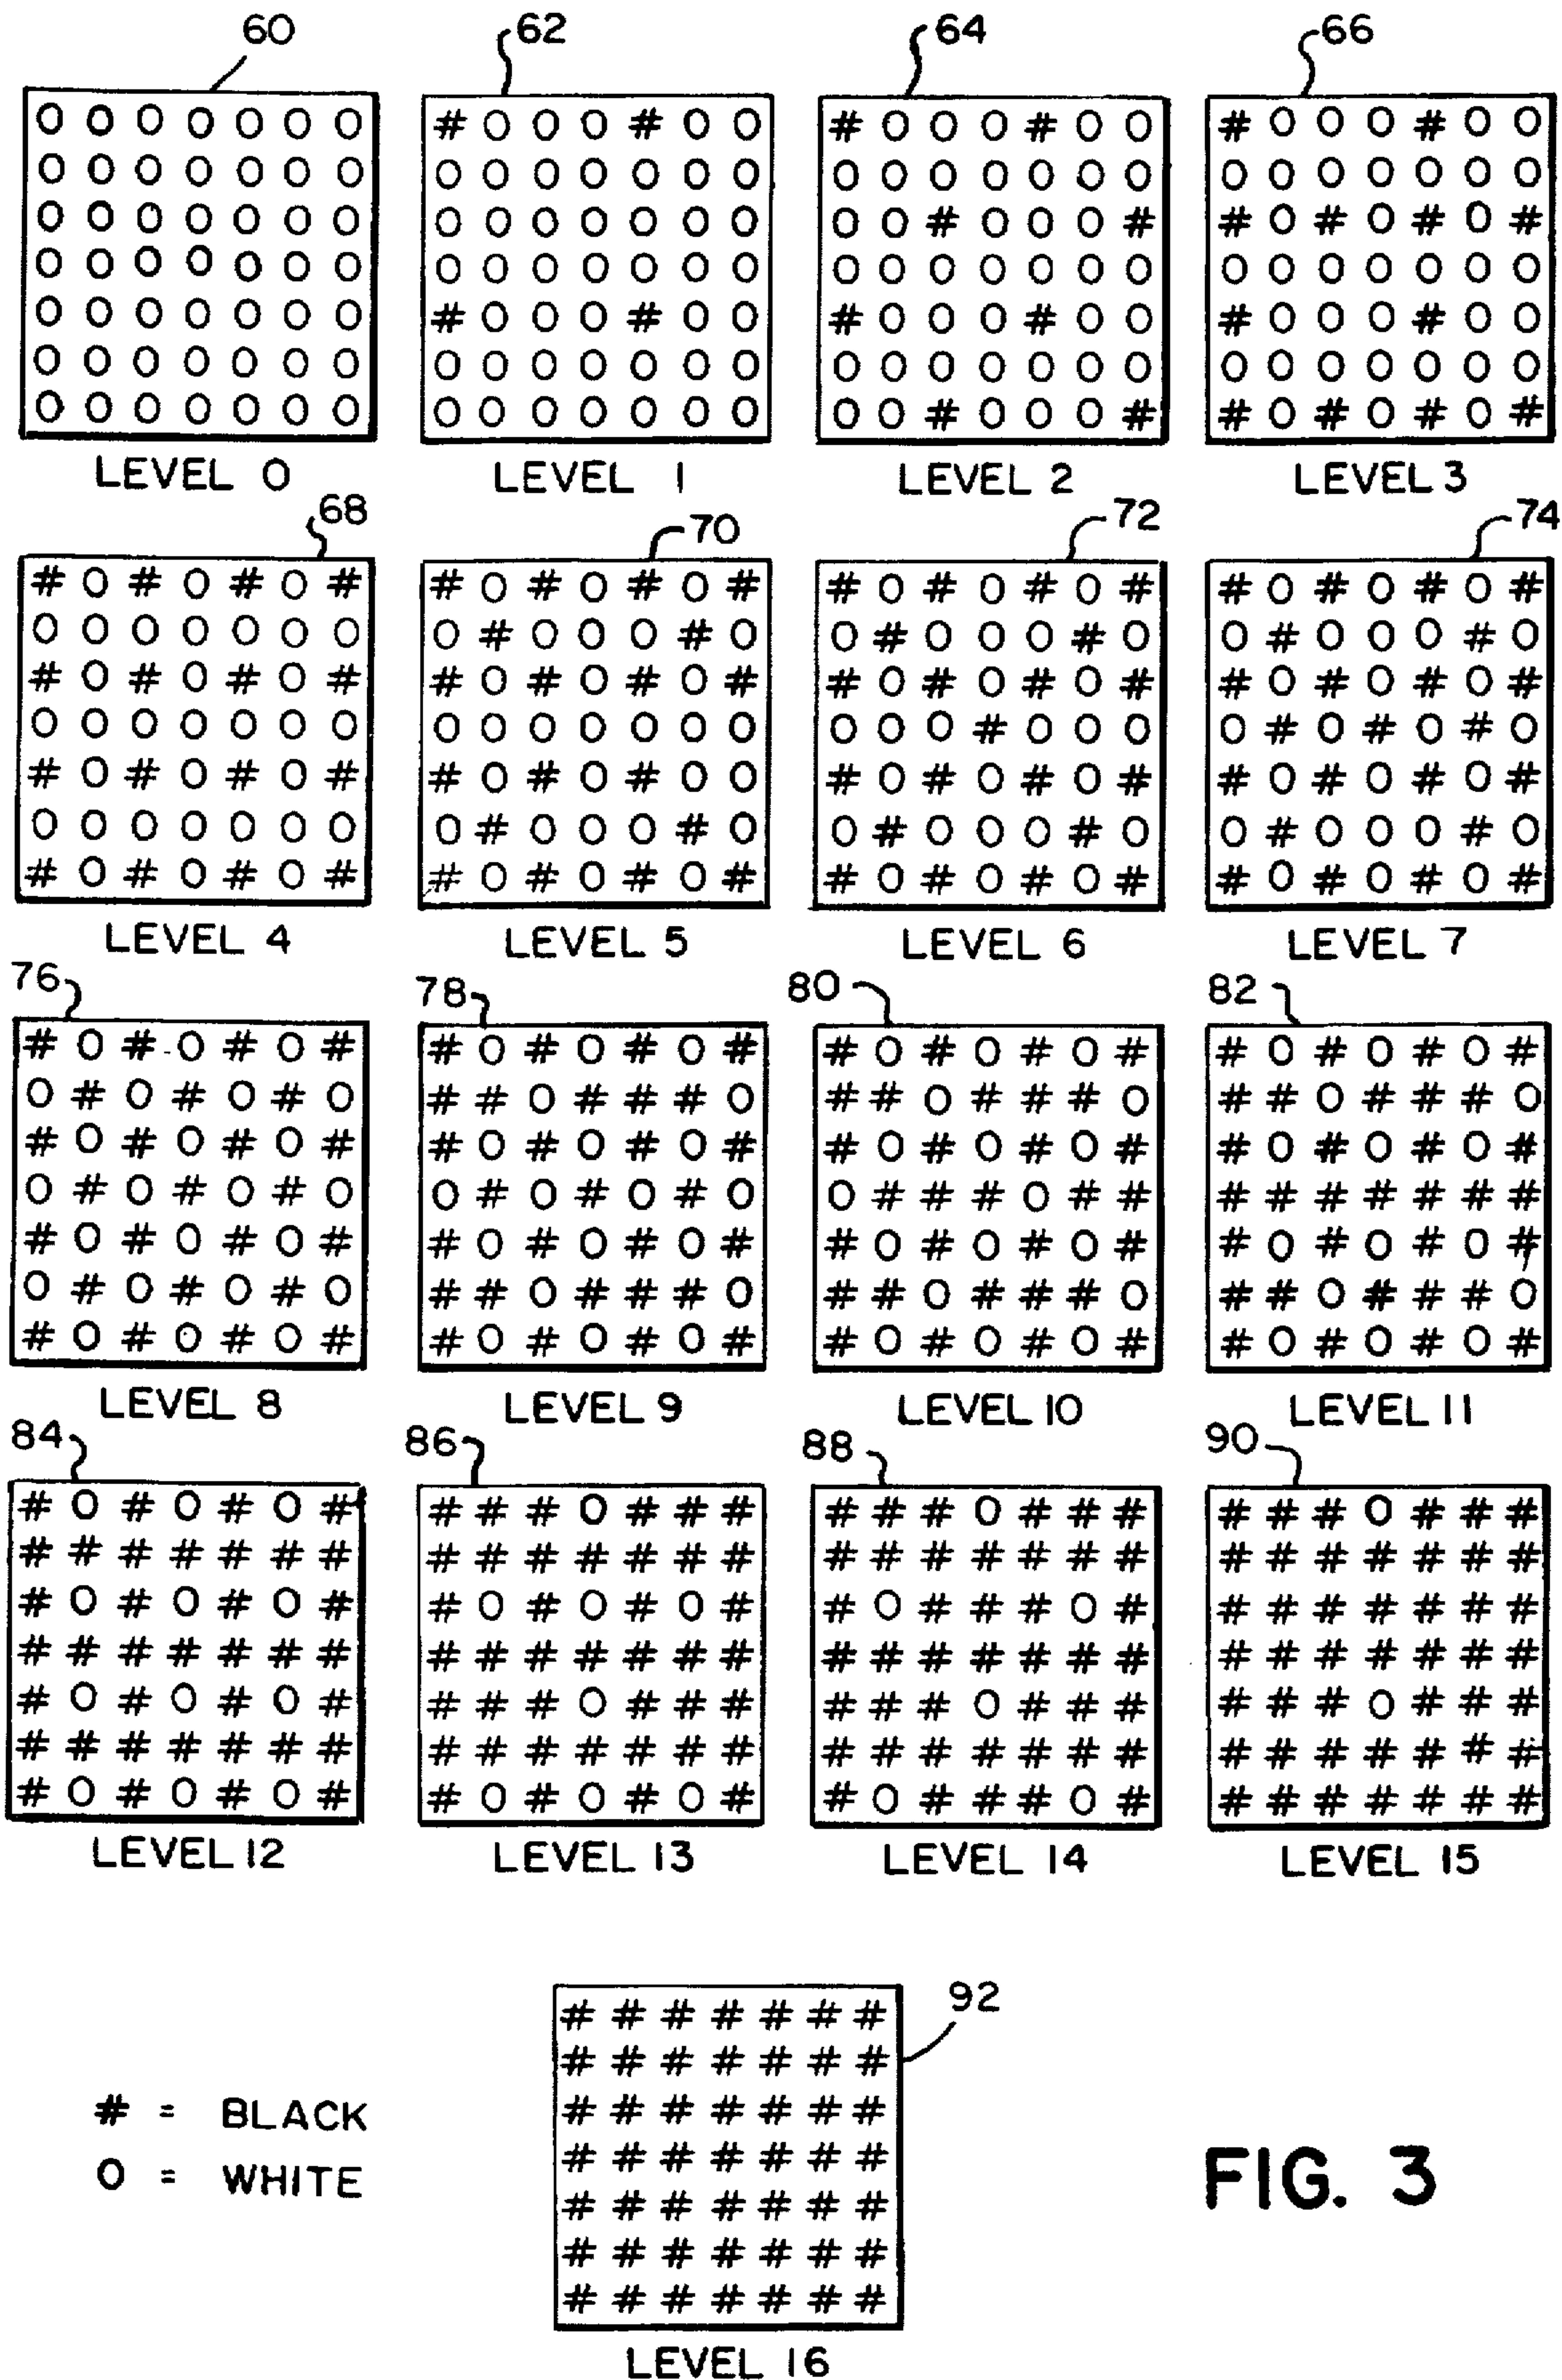 60
O O O O O O O
O O O O O O O
O O O O O O O
O O O O O O O
O O O O O O O
O O O O O O O
O O O O O O O
LEVEL 0
62
# O O O # O O
O O O O O O O
O O O O O O O
O O O O O O O
# O O O # O O
O O O O O O O
O O O O O O O
LEVEL 1
64
# O O O # O O
O O O O O O O
O O # O O O #
O O O O O O O
# O O O # O O
O O O O O O O
O O # O O O #
LEVEL 2
66
# O O O # O O
O O O O O O O
# O # O # O #
O O O O O O O
# O O O # O O
O O O O O O O
# O # O # O #
LEVEL 3
68
# O # O # O #
O O O O O O O
# O # O # O #
O O O O O O O
# O # O # O #
O O O O O O O
# O # O # O #
LEVEL 4
70
# O # O # O #
O # O O O # O
# O # O # O #
O O O O O O O
# O # O # O O
O # O O O # O
# O # O # O #
LEVEL 5
72
# O # O # O #
O # O O O # O
# O # O # O #
O O O # O O O
# O # O # O #
O # O O O # O
# O # O # O #
LEVEL 6
74
# O # O # O #
O # O O O # O
# O # O # O #
O # O # O # O
# O # O # O #
O # O O O # O
# O # O # O #
LEVEL 7
76
# O # O # O #
O # O # O # O
# O # O # O #
O # O # O # O
# O # O # O #
O # O # O # O
# O # O # O #
LEVEL 8
78
# O # O # O #
# # O # # # O
# O # O # O #
O # O # O # O
# O # O # O #
# # O # # # O
# O # O # O #
LEVEL 9
80
# O # O # O #
# # O # # # O
# O # O # O #
O # # # O # #
# O # O # O #
# # O # # # O
# O # O # O #
LEVEL 10
82
# O # O # O #
# # O # # # O
# O # O # O #
# # # # # # #
# O # O # O #
# # O # # # O
# O # O # O #
LEVEL 11
84
# O # O # O #
# # # # # # #
# O # O # O #
# # # # # # #
# O # O # O #
# # # # # # #
# O # O # O #
LEVEL 12
86
# # # O # # #
# # # # # # #
# O # O # O #
# # # # # # #
# # # O # # #
# # # # # # #
# O # O # O #
LEVEL 13
88
# # # O # # #
# # # # # # #
# O # # # O #
# # # # # # #
# # # O # # #
# # # # # # #
# O # # # O #
LEVEL 14
90
# # # O # # #
# # # # # # #
# # # # # # #
# # # # # # #
# # # O # # #
# # # # # # #
# # # # # # #
LEVEL 15
92
# # # # # # #
# # # # # # #
# # # # # # #
# # # # # # #
# # # # # # #
# # # # # # #
# # # # # # #
LEVEL 16
# = BLACK
O = WHITE
FIG. 3